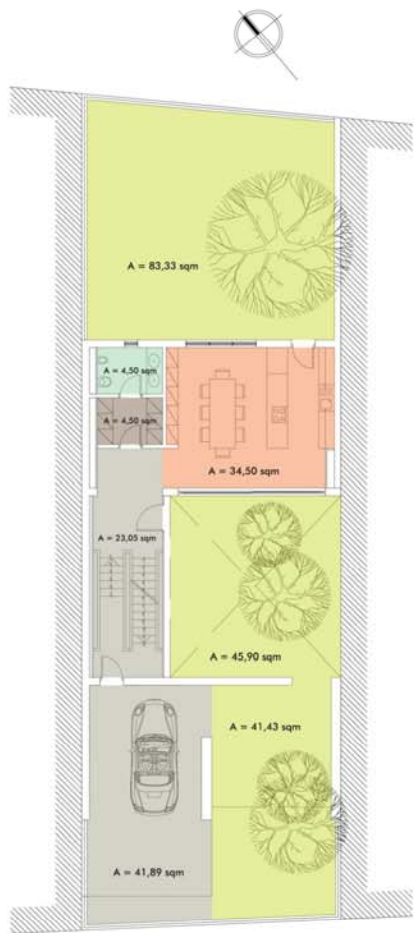 A = 83,33 sqm
A = 4,50 sqm
A = 4,50 sqm
A = 34,50 sqm
A = 23,05 sqm
A = 45,90 sqm
A = 41,43 sqm
A = 41,89 sqm